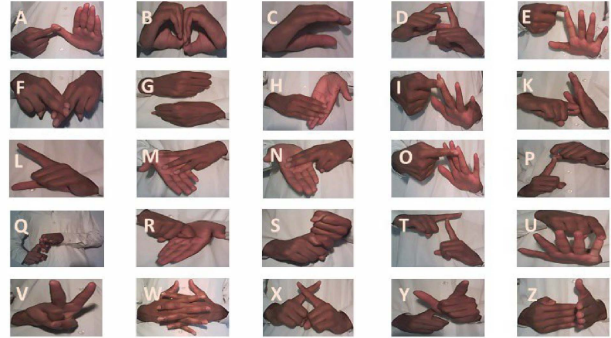 A B C D E
F G H I K
L M N O P
Q R S T U
V W X Y Z